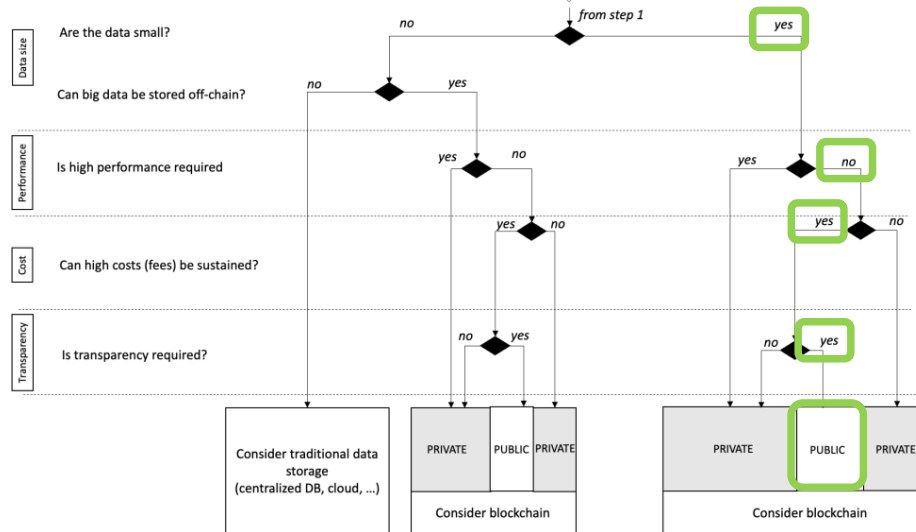 from step 1
Are the data small?
no
yes
Data size
no
yes
Can big data be stored off-chain?
Performance
Is high performance required
yes
no
yes
no
yes
no
yes
no
Cost
Can high costs (fees) be sustained?
Transparency
Is transparency required?
no
yes
no
yes
Consider traditional data
storage
(centralized DB, cloud, ...)
PRIVATE
PUBLIC
PRIVATE
Consider blockchain
PRIVATE
PUBLIC
PRIVATE
Consider blockchain